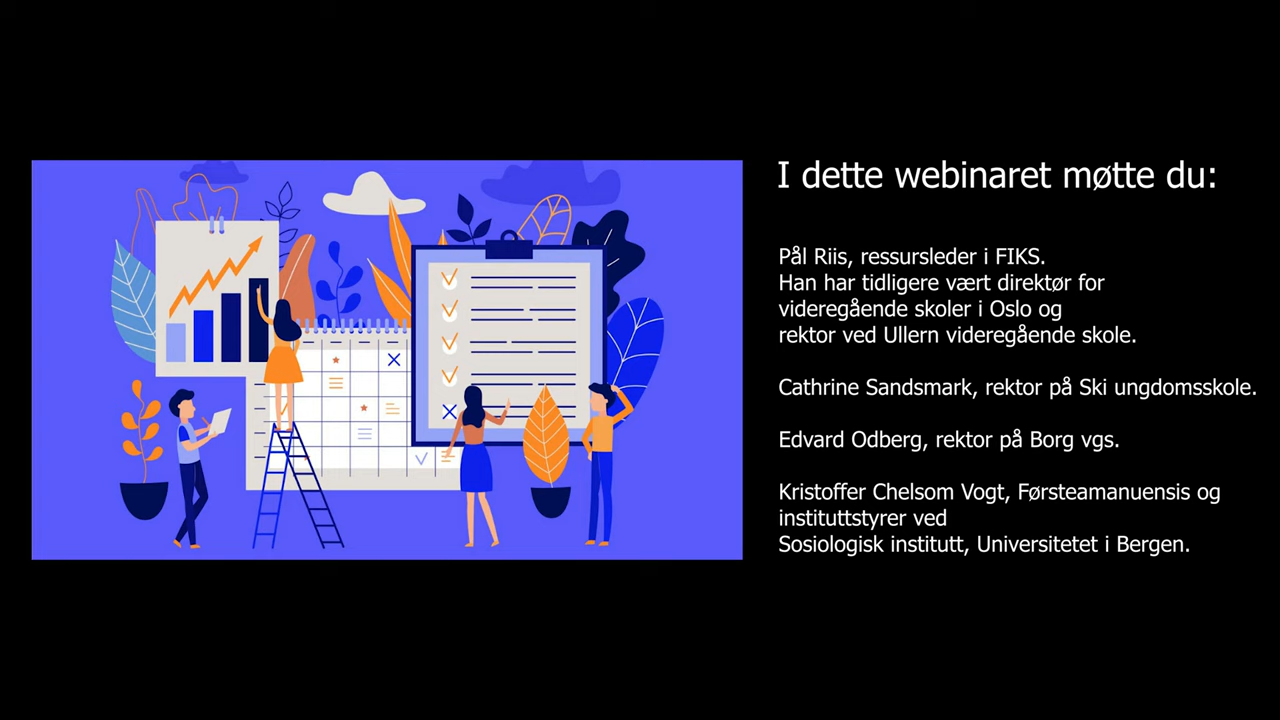 I dette webinaret møtte du:
Pål Riis, ressursleder i FIKS.
Han har tidligere vært direktør for
videregående skoler i Oslo og
rektor ved Ullern videregående skole.
Cathrine Sandsmark, rektor på Ski ungdomsskole.
Edvard Odberg, rektor på Borg vgs.
Kristoffer Chelsom Vogt, Førsteamanuensis og
instituttstyrer ved
Sosiologisk institutt, Universitetet i Bergen.